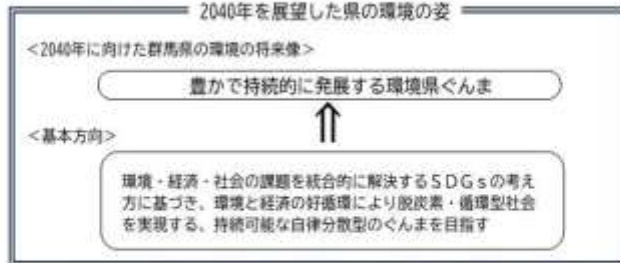 2040年を展望した県の環境の姿
<2040年に向けた群馬県の環境の将来像>
豊かで持続的に発展する環境県ぐんま
<基本方向>
環境・経済・社会の課題を統合的に解決するSDGsの考え
方に基づき、環境と経済の好循環により脱炭素・循環型社会
を実現する、持続可能な自律分散型のぐんまを目指す